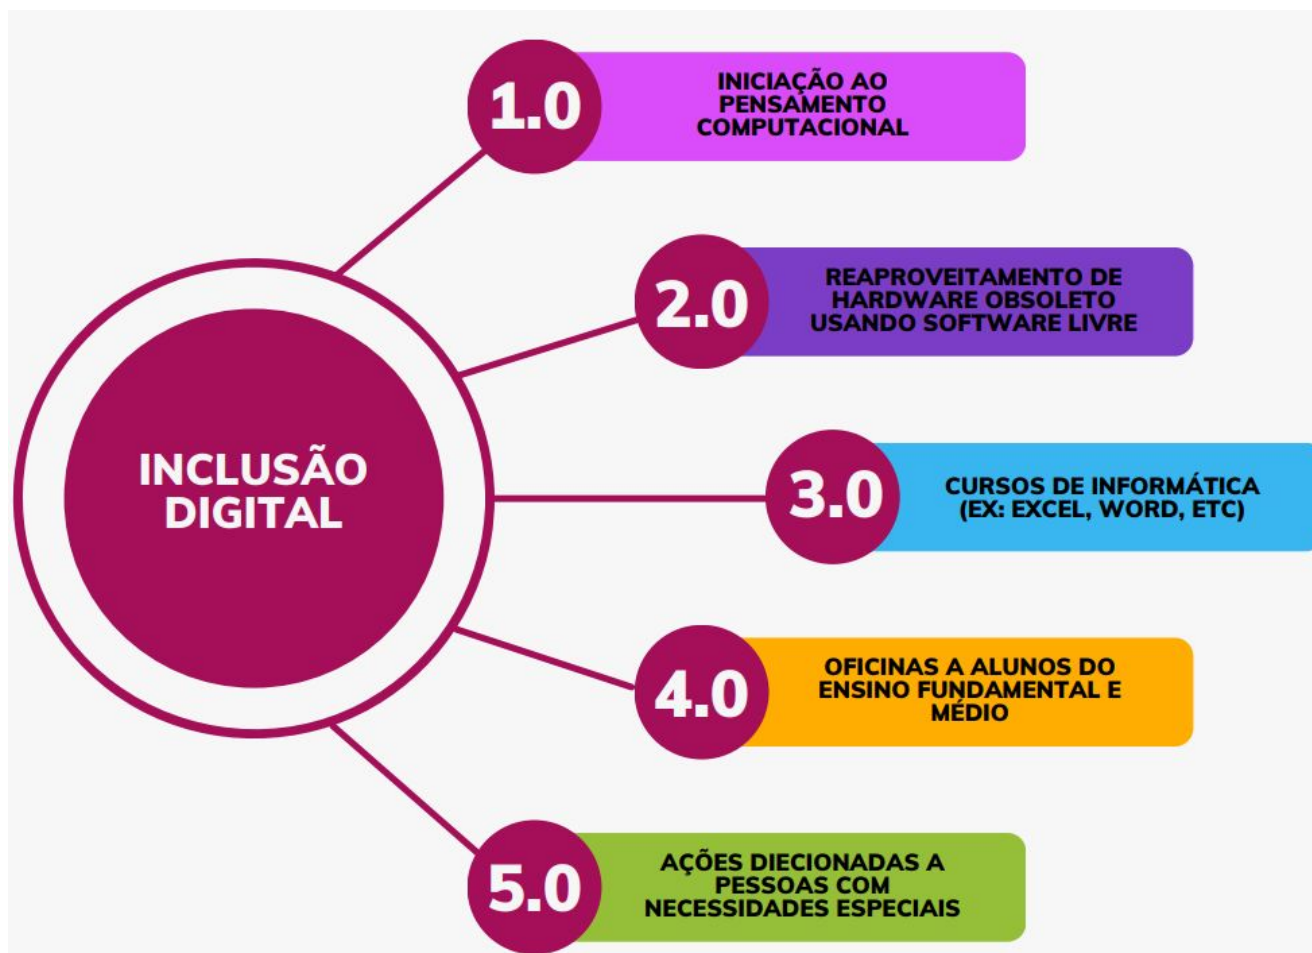 1.0
INICIAÇÃO AO
PENSAMENTO
COMPUTACIONAL
2.0
REAPROVEITAMENTO DE
HARDWARE OBSOLETO
USANDO SOFTWARE LIVRE
INCLUSÃO
DIGITAL
3.0
CURSOS DE INFORMÁTICA
(EX: EXCEL, WORD, ETC)
4.0
OFICINAS A ALUNOS DO
ENSINO FUNDAMENTAL E
MÉDIO
5.0
AÇÕES DIECIONADAS A
PESSOAS COM
NECESSIDADES ESPECIAIS